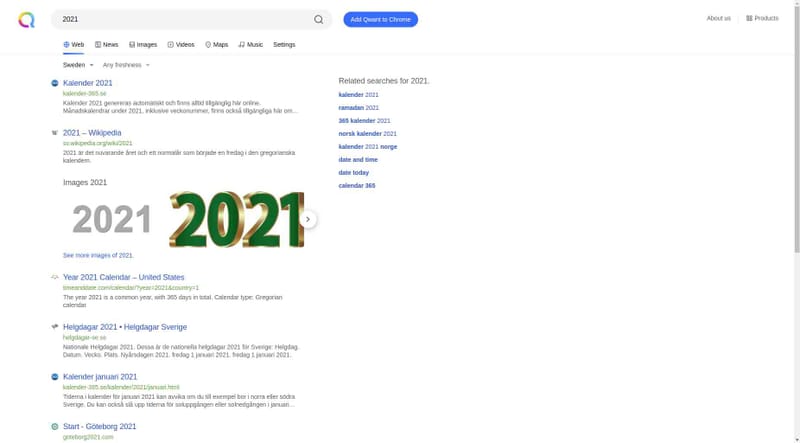 2021
Add Qwant to Chrome
About us
Products
Web
News
Images
Videos
Maps
Music
Settings
Sweden
Any freshness
Kalender 2021
kalender-365.se
Kalender 2021 genereras automatiskt och finns alltid tillgänglig här online.
Månadskalendrar under 2021, inklusive veckonummer, finns också tillgängliga här om…
2021 – Wikipedia
sv.wikipedia.org/wiki/2021
2021 är det nuvarande året och ett normalår som började en fredag i den gregorianska
kalendern.
Images 2021
2021
2021
See more images of 2021.
Year 2021 Calendar – United States
timeanddate.com/calendar/?year=2021&country=1
The year 2021 is a common year, with 365 days in total. Calendar type: Gregorian
calendar
Helgdagar 2021 • Helgdagar Sverige
helgdagar-se.se
Nationale Helgdagar 2021. Dessa är de nationella helgdagar 2021 för Sverige: Helgdag.
Datum. Vecko. Plats. Nyårsdagen 2021. fredag 1 januari 2021. fredag 1 januari 2021.
Kalender januari 2021
kalender-365.se/kalender/2021/januari.html
Tiderna i kalender för januari 2021 kan avvika om du till exempel bor i norra eller södra
Sverige. Du kan också slå upp tiderna för soluppgången eller solnedgången i januari…
Start - Göteborg 2021
goteborg2021.com
Related searches for 2021.
kalender 2021
ramadan 2021
365 kalender 2021
norsk kalender 2021
kalender 2021 norge
date and time
date today
calendar 365